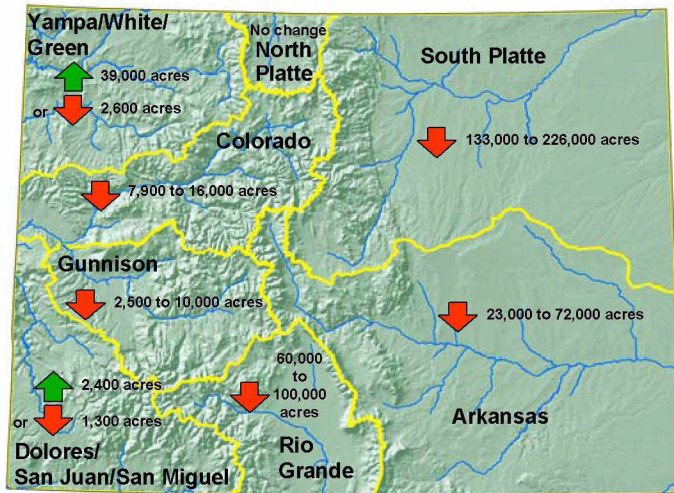 Yampa/White/
Green
39,000 acres
or
2,600 acres
No change
North
Platte
South Platte
133,000 to 226,000 acres
Colorado
7,900 to 16,000 acres
Gunnison
2,500 to 10,000 acres
23,000 to 72,000 acres
Arkansas
60,000
to
100,000
acres
Rio
Grande
2,400 acres
or
1,300 acres
Dolores/
San Juan/San Miguel